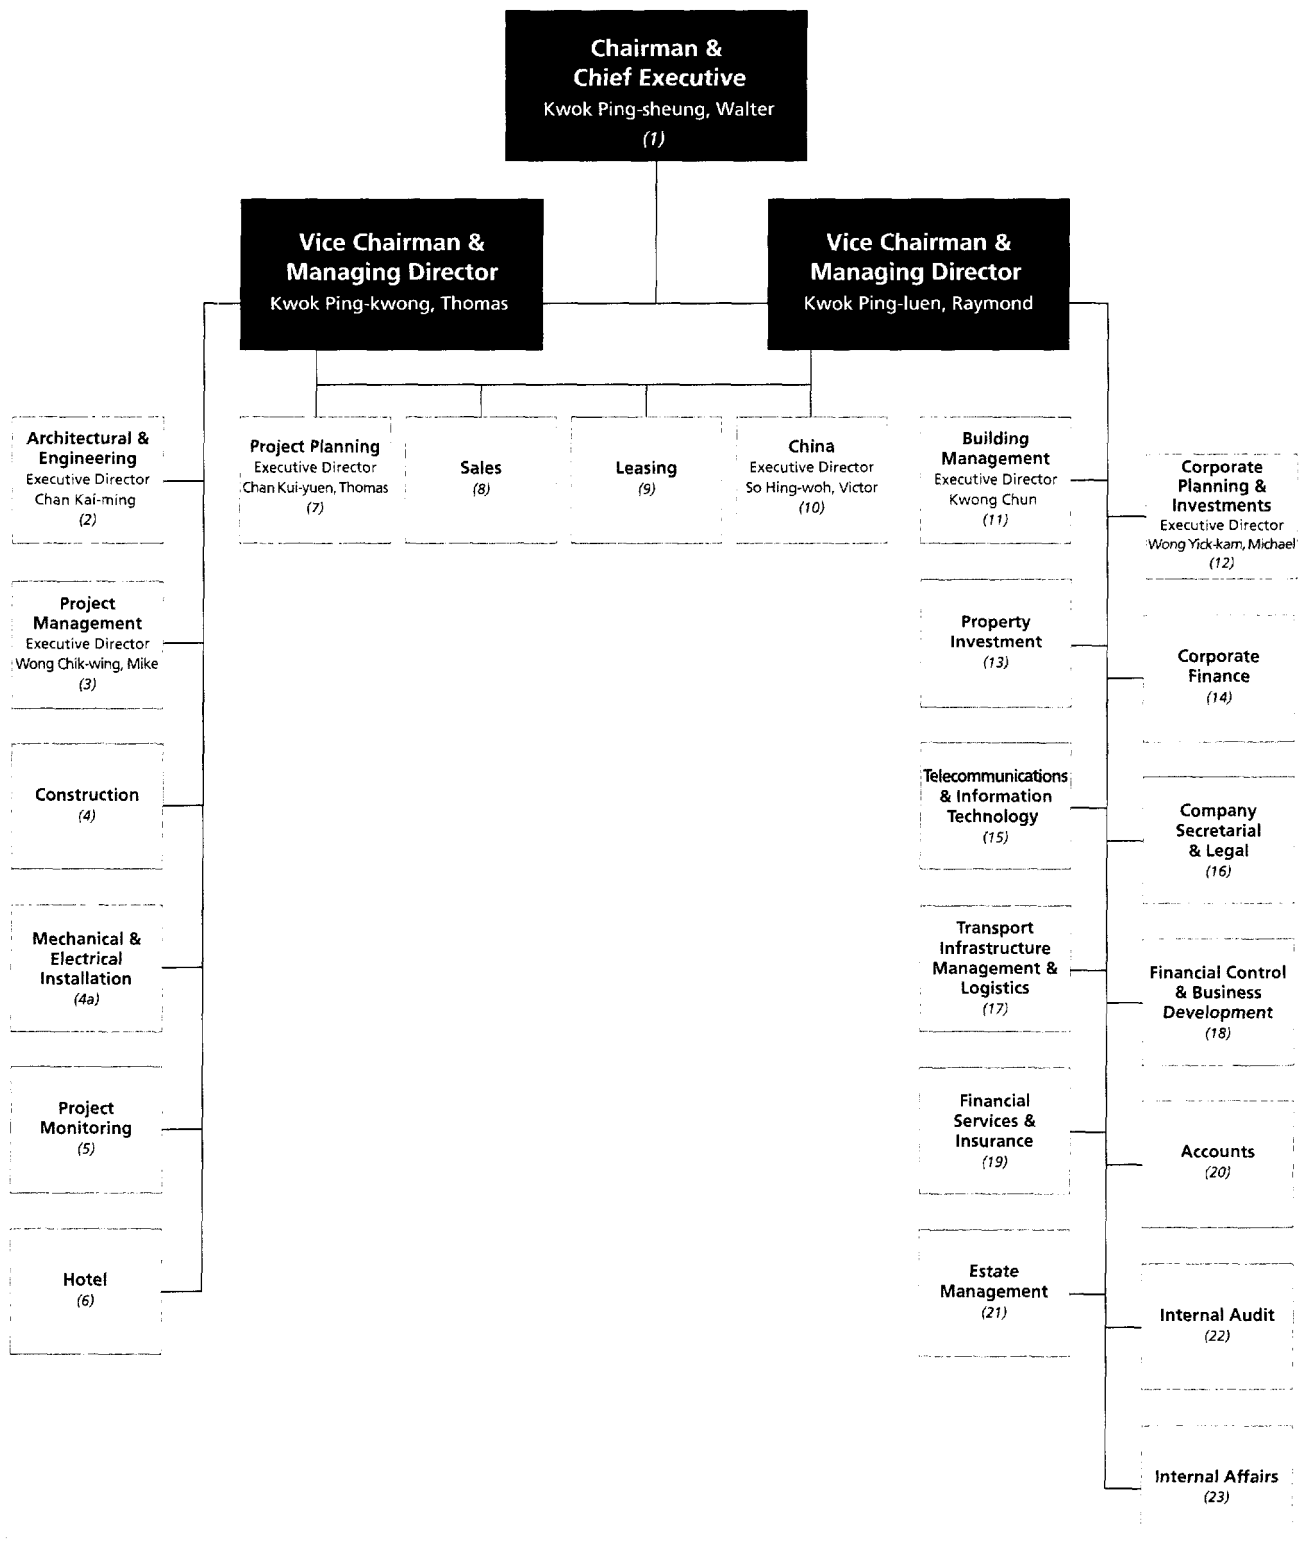 Chairman &
Chief Executive
Kwok Ping-sheung, Walter
(1)
Vice Chairman &
Managing Director
Kwok Ping-kwong, Thomas
Vice Chairman &
Managing Director
Kwok Ping-luen, Raymond
Architectural &
Engineering
Executive Director
Chan Kai-ming
(2)
Project Management
Executive Director
Wong Chik-wing, Mike
(3)
Construction
(4)
Mechanical &
Electrical
Installation
(4a)
Project
Monitoring
(5)
Hotel
(6)
Project Planning
Executive Director
Chan Kui-yuen, Thomas
(7)
Sales
(8)
Leasing
(9)
China
Executive Director
So Hing-woh, Victor
(10)
Building
Management
Executive Director
Kwong Chun
(11)
Corporate
Planning &
Investments
Executive Director
Wong Yick-kam, Michael
(12)
Property
Investment
(13)
Corporate
Finance
(14)
Telecommunications
& Information
Technology
(15)
Company
Secretarial
& Legal
(16)
Transport
Infrastructure
Management &
Logistics
(17)
Financial Control
& Business
Development
(18)
Financial
Services &
Insurance
(19)
Accounts
(20)
Estate
Management
(21)
Internal Audit
(22)
Internal Affairs
(23)